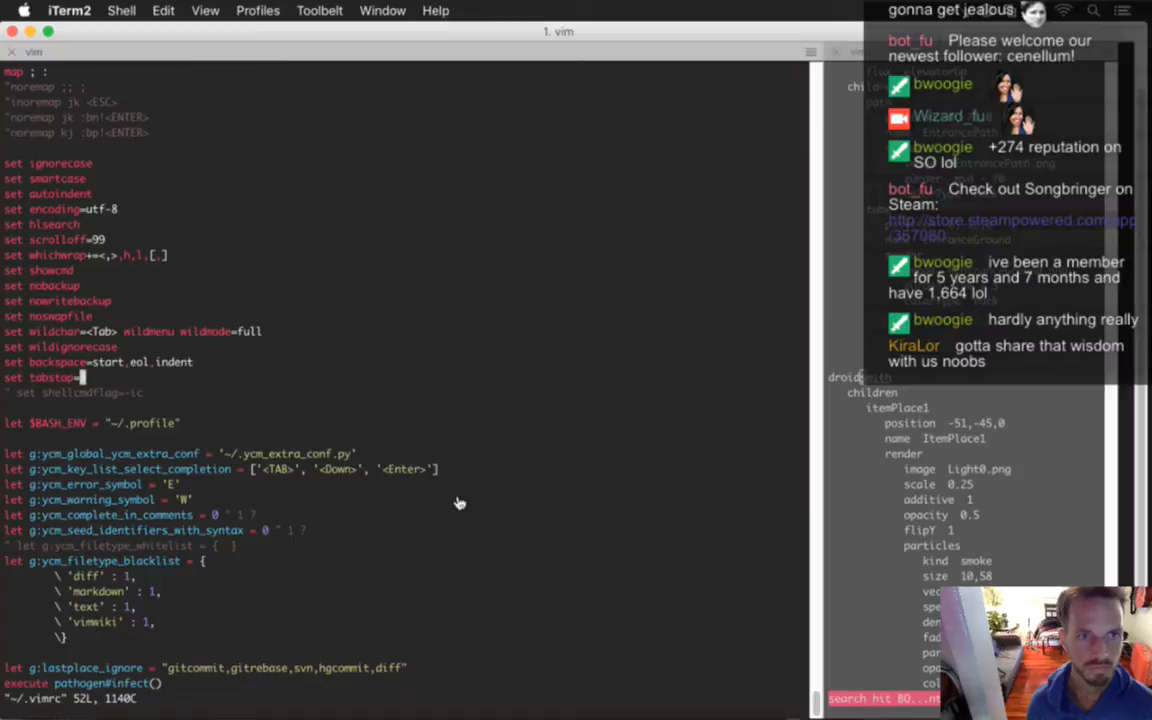 iTerm2 Shell Edit View Profiles Toolbelt Window Help
1. vim
vim
map ; :
"noremap ;; ;
"inoremap jk <ESC>
"noremap jk :bn!<ENTER>
"noremap kj :bp!<ENTER>
set ignorecase
set smartcase
set autoindent
set encoding=utf-8
set hlsearch
set scrolloff=99
set whichwrap+=<,>,h,l,[,]
set showcmd
set nobackup
set nowritebackup
set noswapfile
set wildchar=<Tab> wildmenu wildmode=full
set wildignorecase
set backspace=start,eol,indent
set tabstop=
" set shellcmdflag=-ic
let $BASH_ENV = "~/.profile"
let g:ycm_global_ycm_extra_conf = '~/.ycm_extra_conf.py'
let g:ycm_key_list_select_completion = ['<TAB>', '<Down>', '<Enter>']
let g:ycm_error_symbol = 'E'
let g:ycm_warning_symbol = 'W'
let g:ycm_complete_in_comments = 0 " 1 ?
let g:ycm_seed_identifiers_with_syntax = 0 " 1 ?
" let g:ycm_filetype_whitelist = { }
let g:ycm_filetype_blacklist = {
\ 'diff' : 1,
\ 'markdown' : 1,
\ 'text' : 1,
\ 'vimwiki' : 1,
\}
let g:lastplace_ignore = "gitcommit,gitrebase,svn,hgcommit,diff"
execute pathogen#infect()
"~/.vimrc" 52L, 1140C
gonna get jealous
bot_fu Please welcome our
newest follower: cenellum!
bwoogie
Wizard_fu
bwoogie +274 reputation on
SO lol
bot_fu Check out Songbringer on
Steam:
http://store.steampowered.com/app
/367080
bwoogie ive been a member
for 5 years and 7 months and
have 1,664 lol
bwoogie hardly anything really
KiraLor gotta share that wisdom
with us noobs
droidsmith
children
itemPlace1
position -51,-45,0
name ItemPlace1
render
image Light0.png
scale 0.25
additive 1
opacity 0.5
flipY 1
particles
kind smoke
size 10,58
search hit BO...